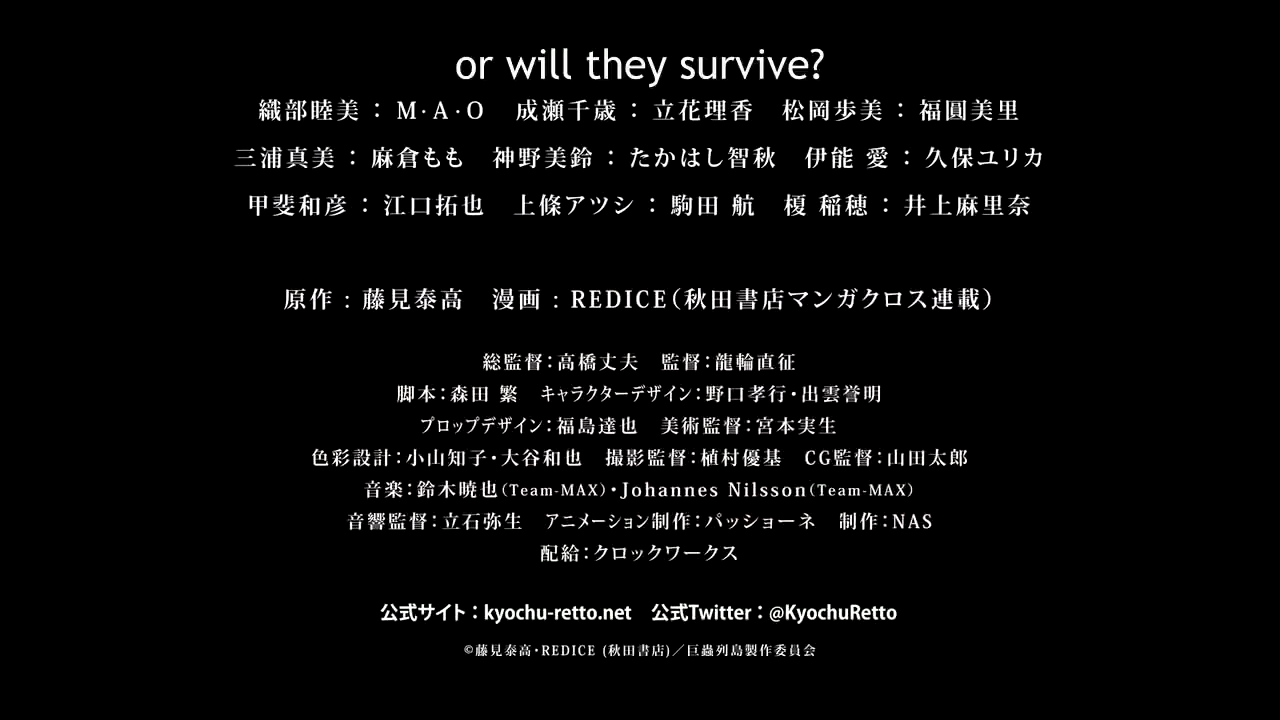 or will they survive?
織部睦美：M・A・O　成瀬千歳：立花理香　松岡歩美：福圓美里
三浦真美：麻倉もも　神野美鈴：たかはし智秋　伊能 愛：久保ユリカ
甲斐和彦：江口拓也　上條アツシ：駒田 航　榎 稲穂：井上麻里奈
原作：藤見泰高　漫画：REDICE（秋田書店マンガクロス連載）
総監督：高橋丈夫　監督：龍輪直征
脚本：森田 繁　キャラクターデザイン：野口孝行・出雲誉明
プロップデザイン：福島達也　美術監督：宮本実生
色彩設計：小山知子・大谷和也　撮影監督：植村優基　CG監督：山田太郎
音楽：鈴木暁也（Team-MAX）・Johannes Nilsson（Team-MAX）
音響監督：立石弥生　アニメーション制作：パッショーネ　制作：NAS
配給：クロックワークス
公式サイト：kyochu-retto.net　公式Twitter：@KyochuRetto
©藤見泰高・REDICE (秋田書店)／巨蟲列島製作委員会